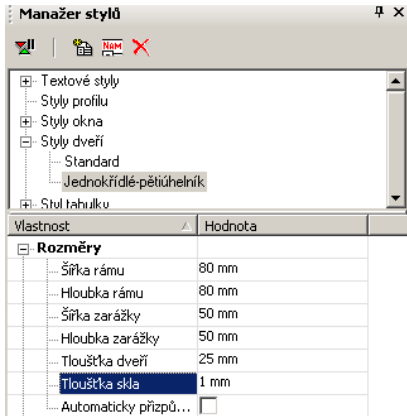 Manažer stylů
NAM
Textové styly
Styly profilu
Styly okna
Styly dveří
Standard
Jednokřídlé-pětiúhelník
Styl tabulky
Vlastnost Hodnota
Rozměry
Šířka rámu 80 mm
Hloubka rámu 80 mm
Šířka zarážky 50 mm
Hloubka zarážky 50 mm
Tloušťka dveří 25 mm
Tloušťka skla 1 mm
Automaticky přizpů...